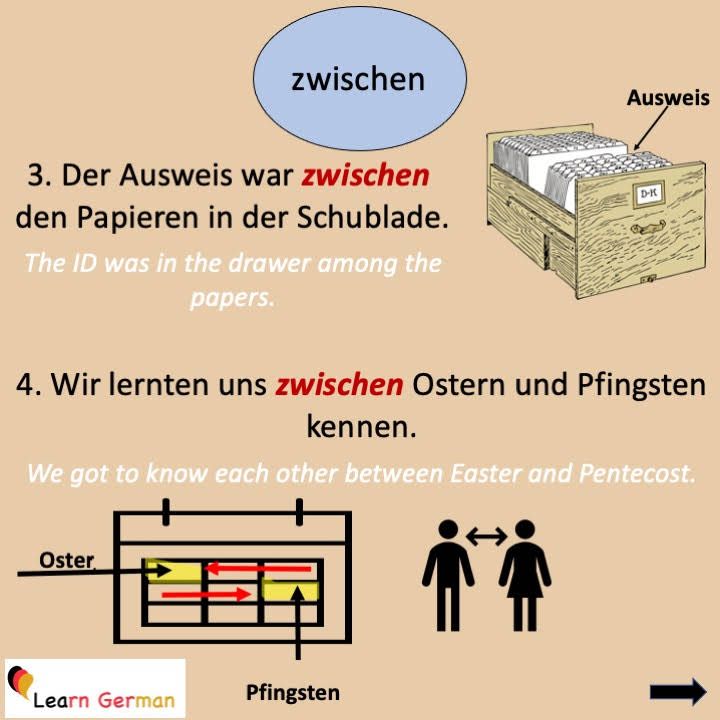 zwischen
Ausweis
3. Der Ausweis war zwischen
den Papieren in der Schublade.
The ID was in the drawer among the
papers.
D-K
4. Wir lernten uns zwischen Ostern und Pfingsten
kennen.
We got to know each other between Easter and Pentecost.
Oster
Pfingsten
Learn German